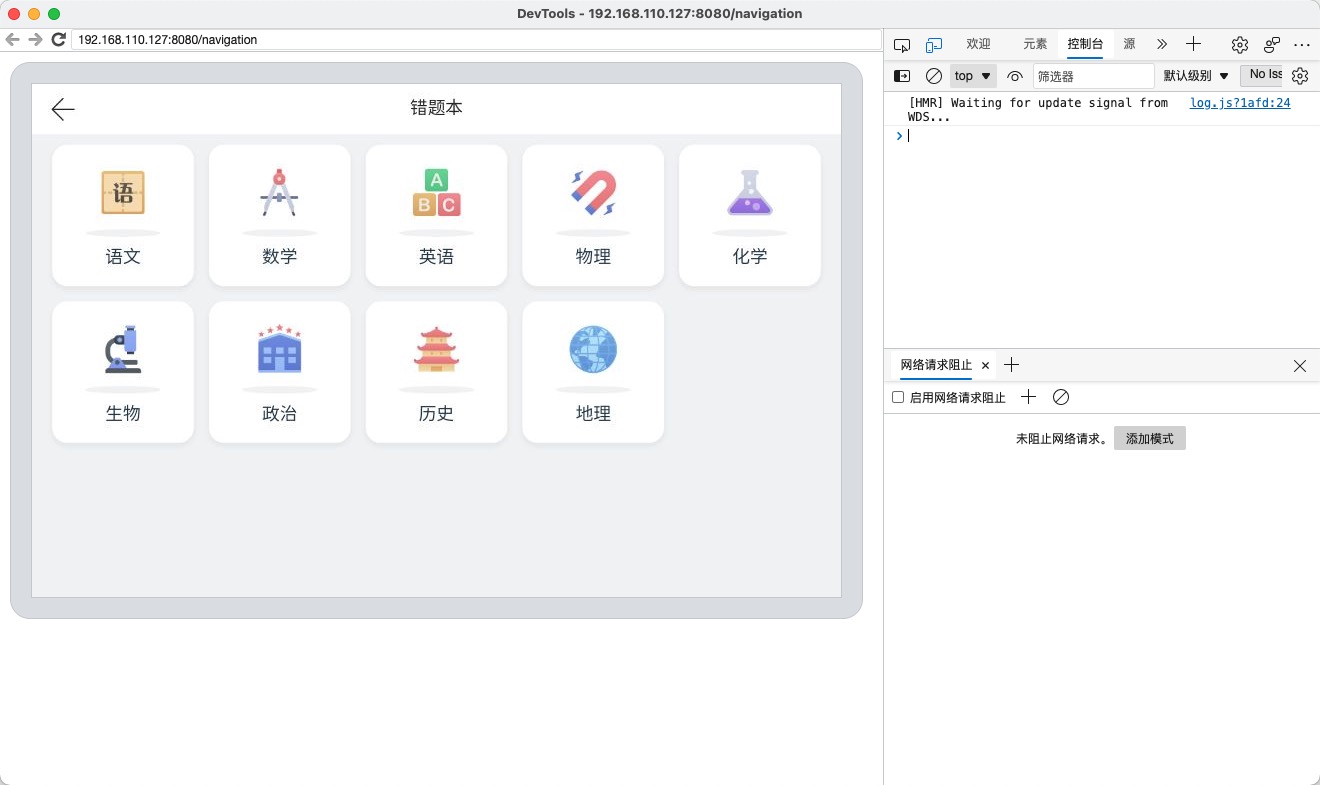 DevTools - 192.168.110.127:8080/navigation
192.168.110.127:8080/navigation
错题本
语
语文
数学
A
B C
英语
物理
化学
生物
政治
历史
地理
欢迎 元素 控制台 源
top 筛选器 默认级别 No Iss
[HMR] Waiting for update signal from log.js?1afd:24
WDS...
网络请求阻止
启用网络请求阻止
未阻止网络请求。 添加模式